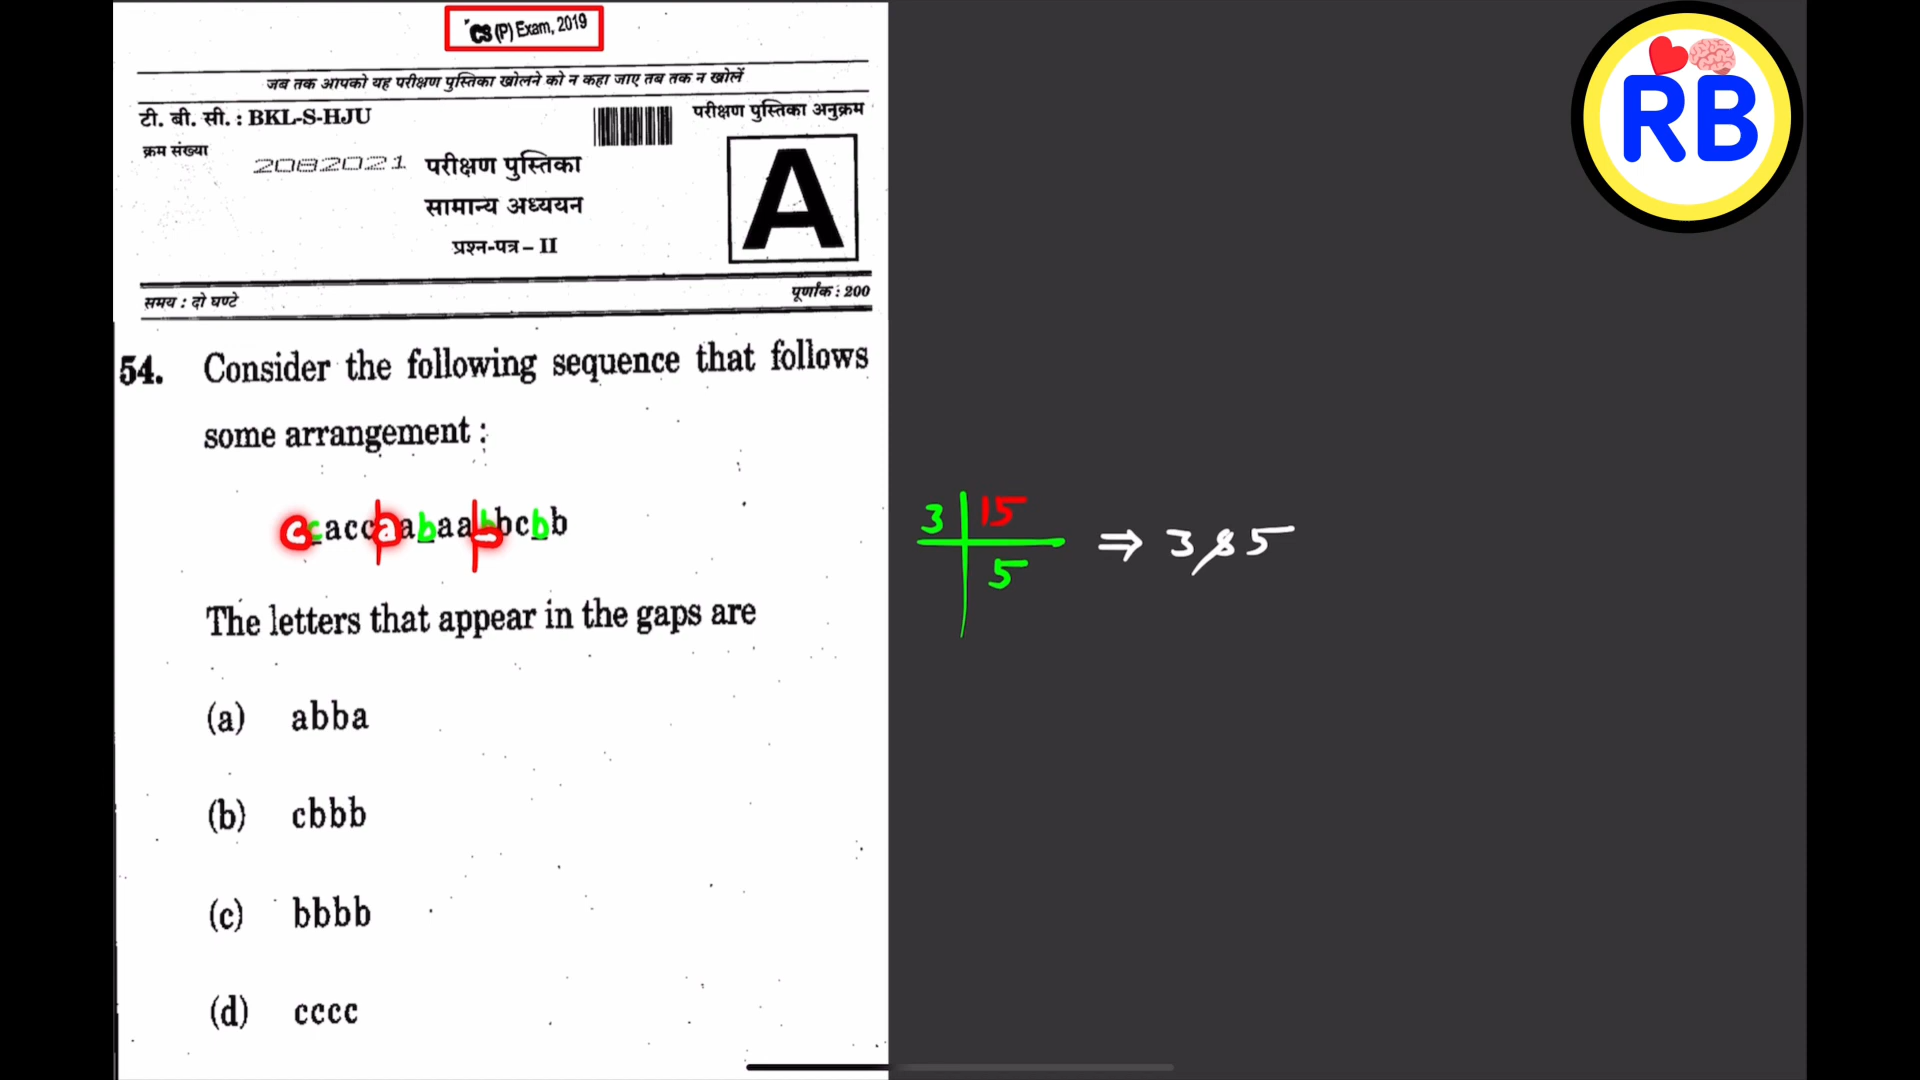 CS (P) Exam, 2019
जब तक आपको यह परीक्षण पुस्तिका खोलने को न कहा जाए तब तक न खोलें
टी. बी. सी. : BKL-S-HJU
परीक्षण पुस्तिका अनुक्रम
क्रम संख्या
2082021
परीक्षण पुस्तिका
सामान्य अध्ययन
प्रश्न-पत्र – II
A
समय : दो घण्टे
पूर्णांक : 200
RB
54. Consider the following sequence that follows
some arrangement :
c c a c c a a b a a b b c b b
The letters that appear in the gaps are
(a) abba
(b) cbbb
(c) bbbb
(d) cccc
3 15
5
⇒ 3 5